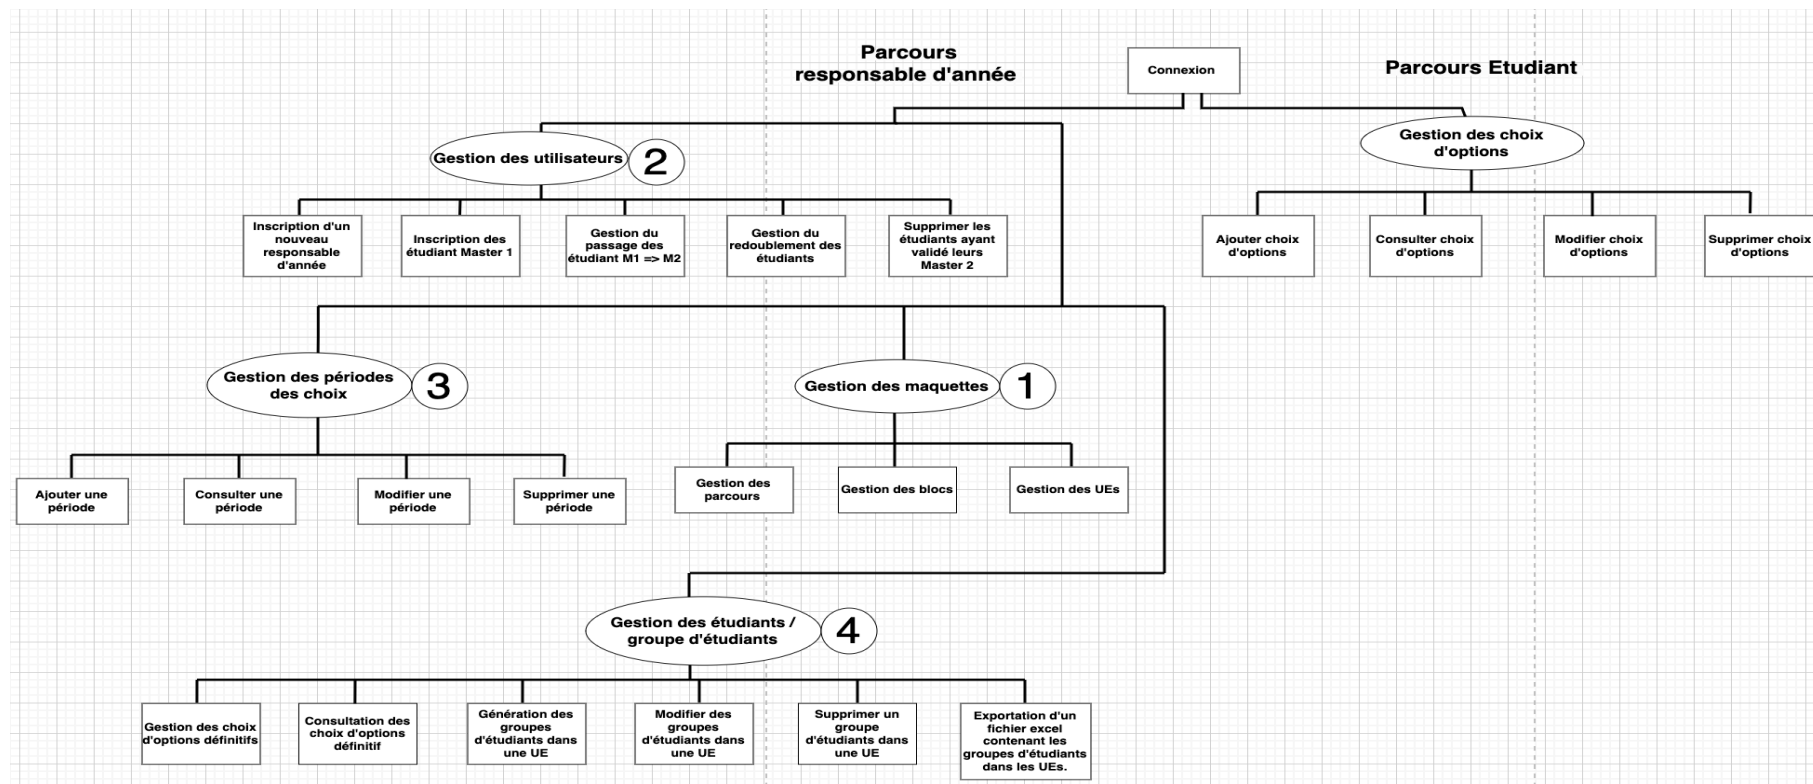 Parcours
responsable d'année
Connexion
Parcours Etudiant
Gestion des utilisateurs
2
Gestion des choix
d'options
Inscription d'un
nouveau
responsable
d'année
Inscription des
étudiant Master 1
Gestion du
passage des
étudiant M1 => M2
Gestion du
redoublement des
étudiants
Supprimer les
étudiants ayant
validé leurs
Master 2
Ajouter choix
d'options
Consulter choix
d'options
Modifier choix
d'options
Supprimer choix
d'options
Gestion des périodes
des choix
3
Gestion des maquettes
1
Ajouter une
période
Consulter une
période
Modifier une
période
Supprimer une
période
Gestion des
parcours
Gestion des blocs
Gestion des UEs
Gestion des étudiants /
groupe d'étudiants
4
Gestion des choix
d'options définitifs
Consultation des
choix d'options
définitif
Génération des
groupes
d'étudiants dans
une UE
Modifier des
groupes
d'étudiants dans
une UE
Supprimer un
groupe
d'étudiants dans
une UE
Exportation d'un
fichier excel
contenant les
groupes d'étudiants
dans les UEs.